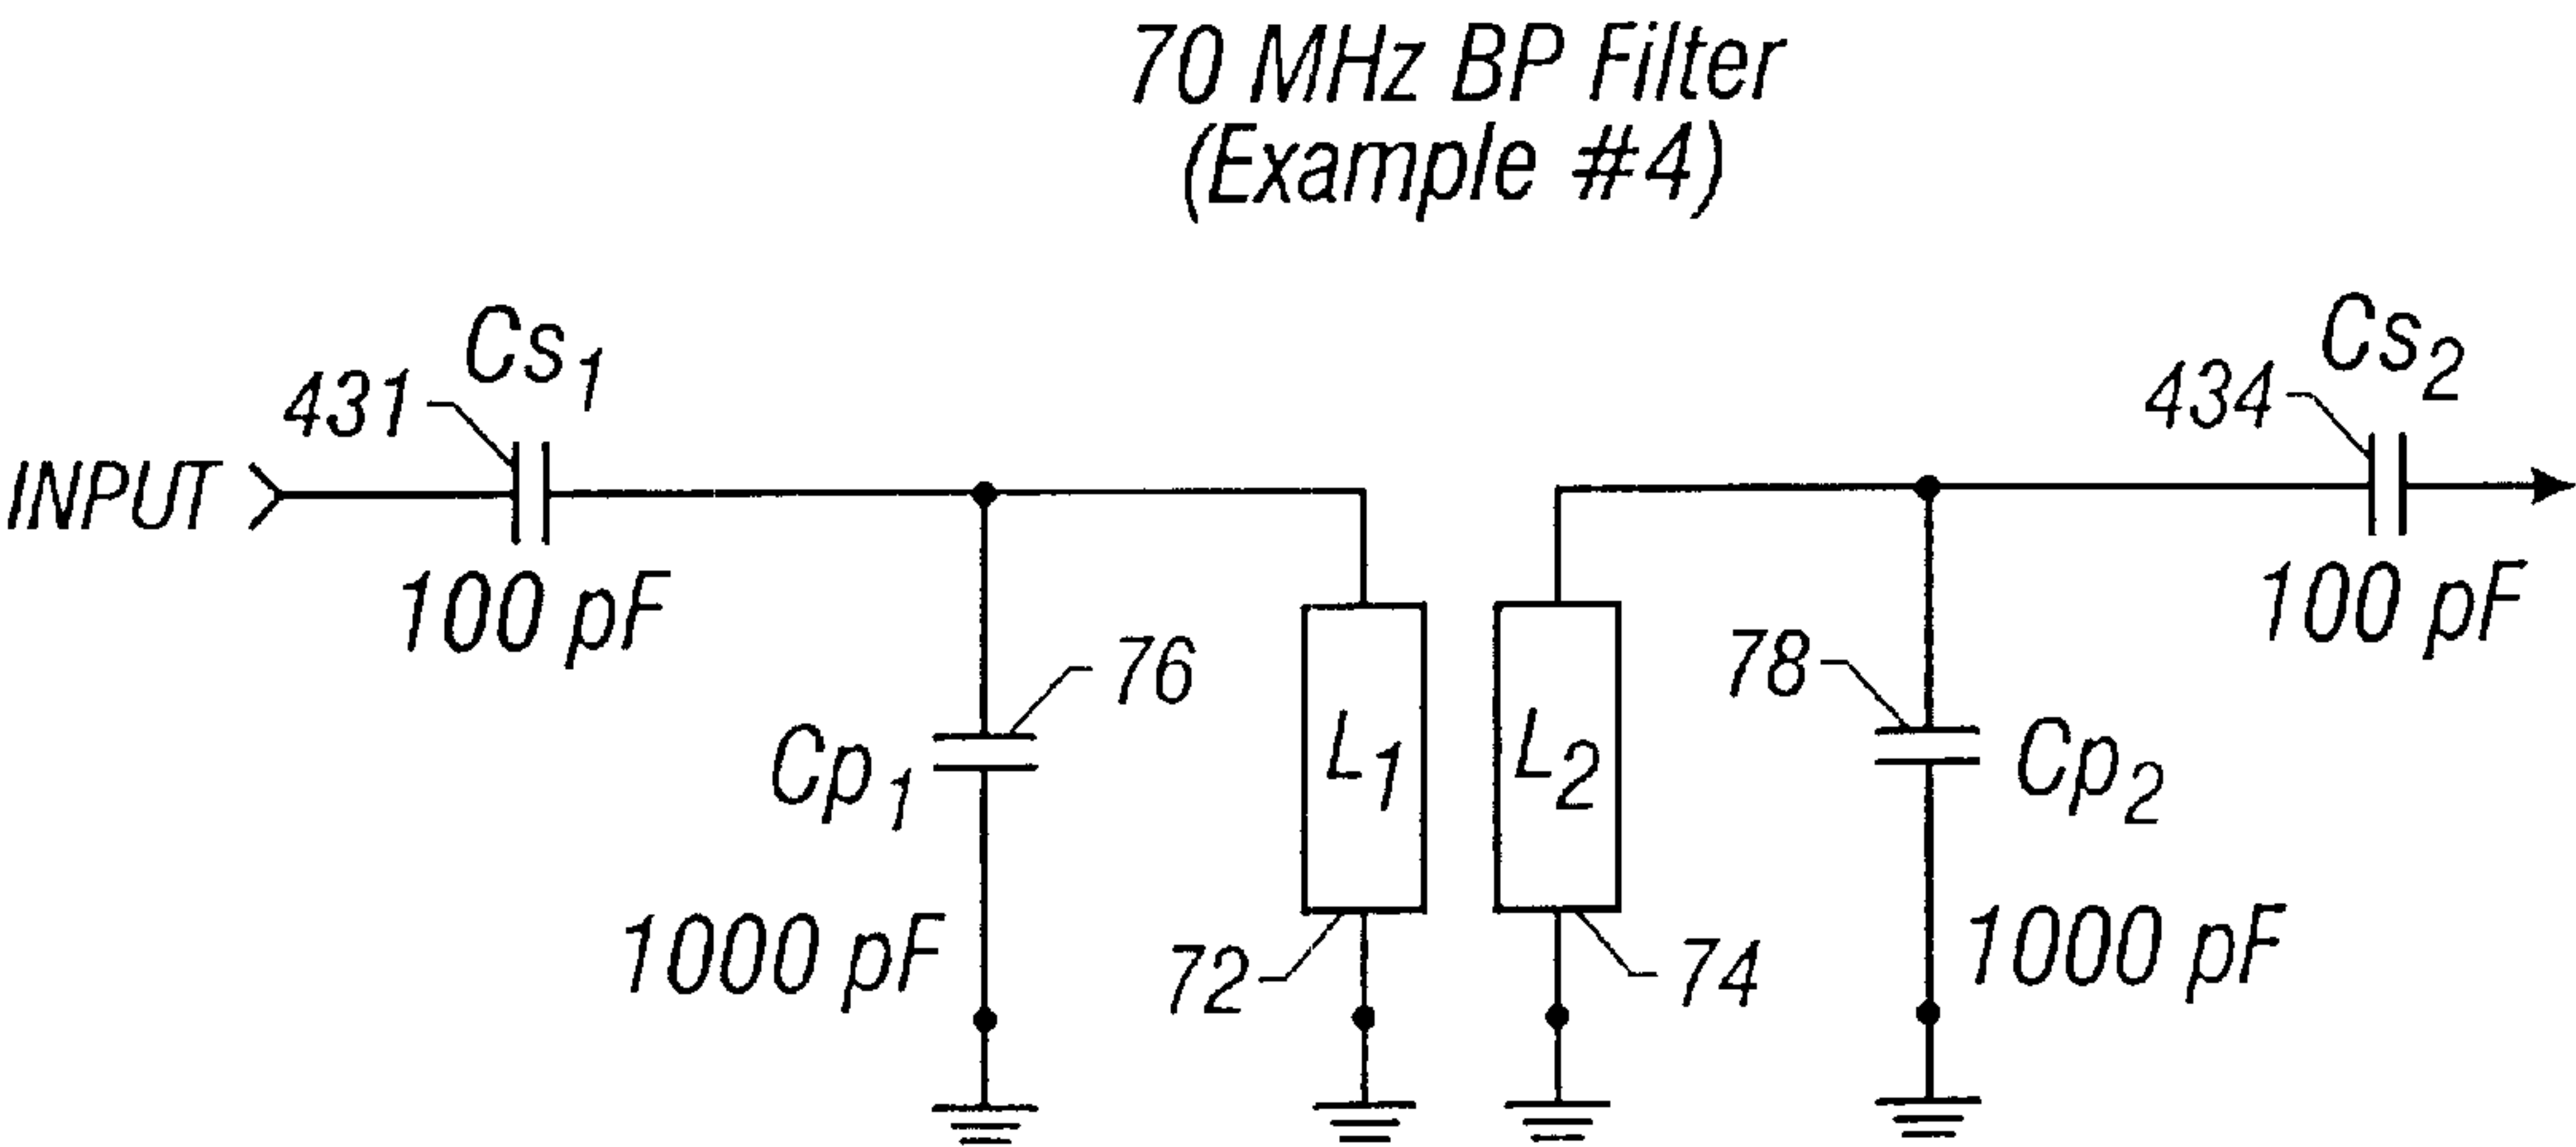 70 MHz BP Filter
(Example #4)
Cs1
431
INPUT
100 pF
Cs2
434
100 pF
76
Cp1
1000 pF
L1
72
L2
74
78
Cp2
1000 pF